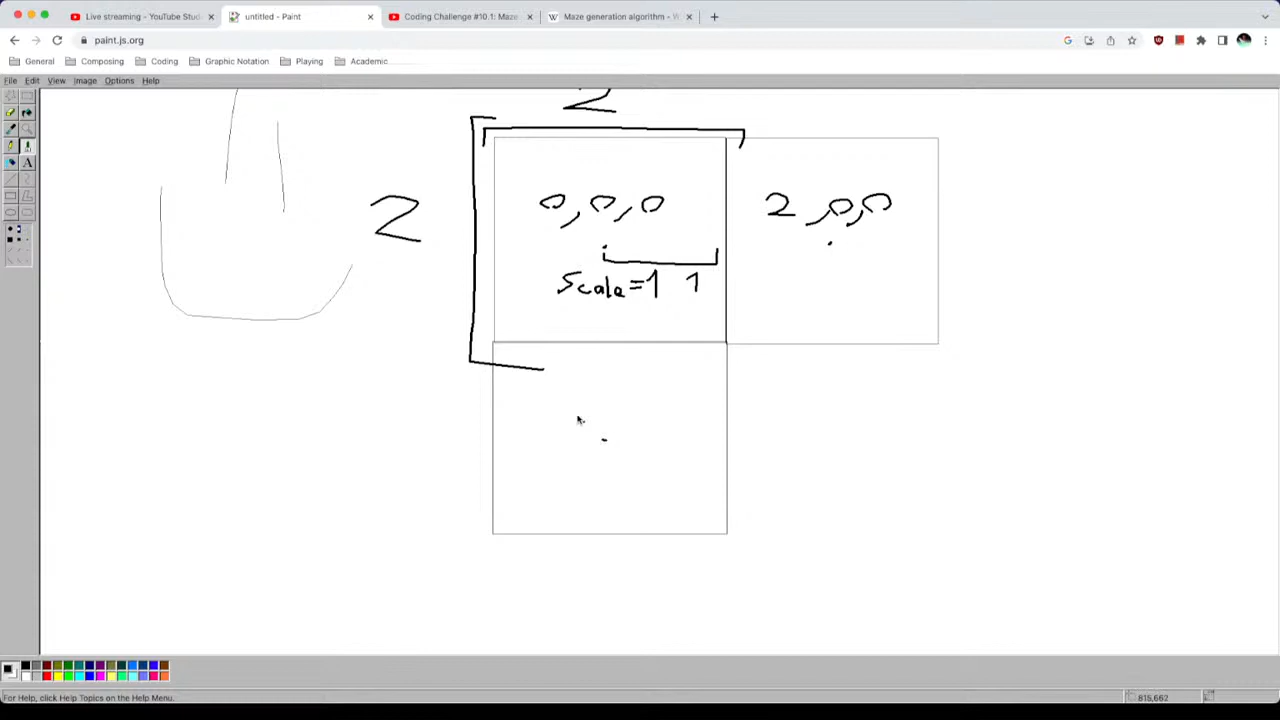 Live streaming - YouTube Stud
untitled - Paint
Coding Challenge #10.1: Maze
Maze generation algorithm - W
paint.js.org
General
Composing
Coding
Graphic Notation
Playing
Academic
File Edit View Image Options Help
2
2
0,0,0
2,0,0
Scale=1 1
For Help, click Help Topics on the Help Menu.
815,662